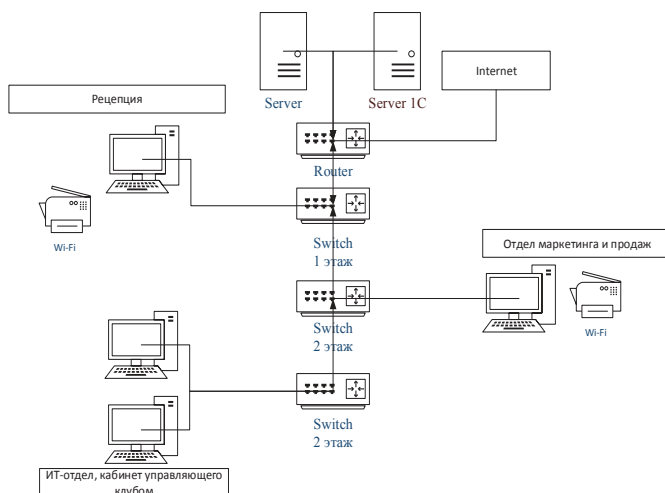 Server
Server 1C
Internet
Рецепция
Router
Wi-Fi
Switch
1 этаж
Отдел маркетинга и продаж
Switch
2 этаж
Wi-Fi
Switch
2 этаж
ИТ-отдел, кабинет управляющего
клубом